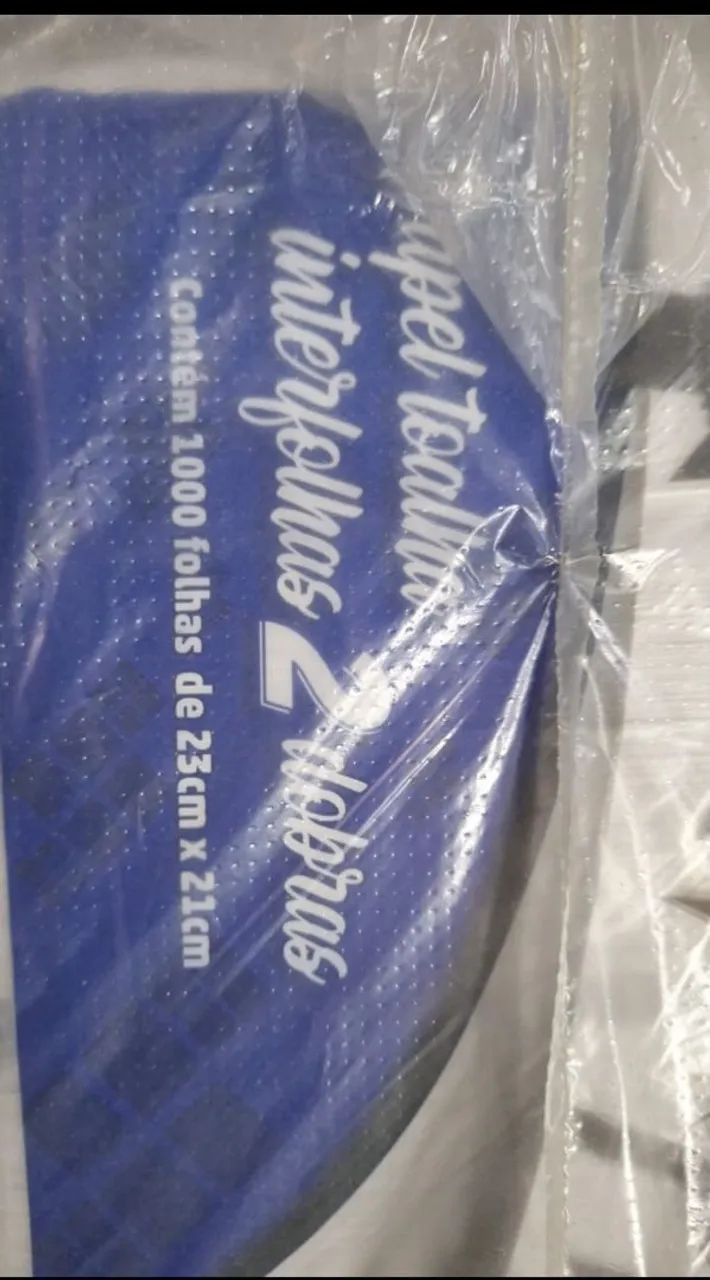 toalha
interfolhas 2 dobras
Contém 1000 folhas de 23cm x 21cm